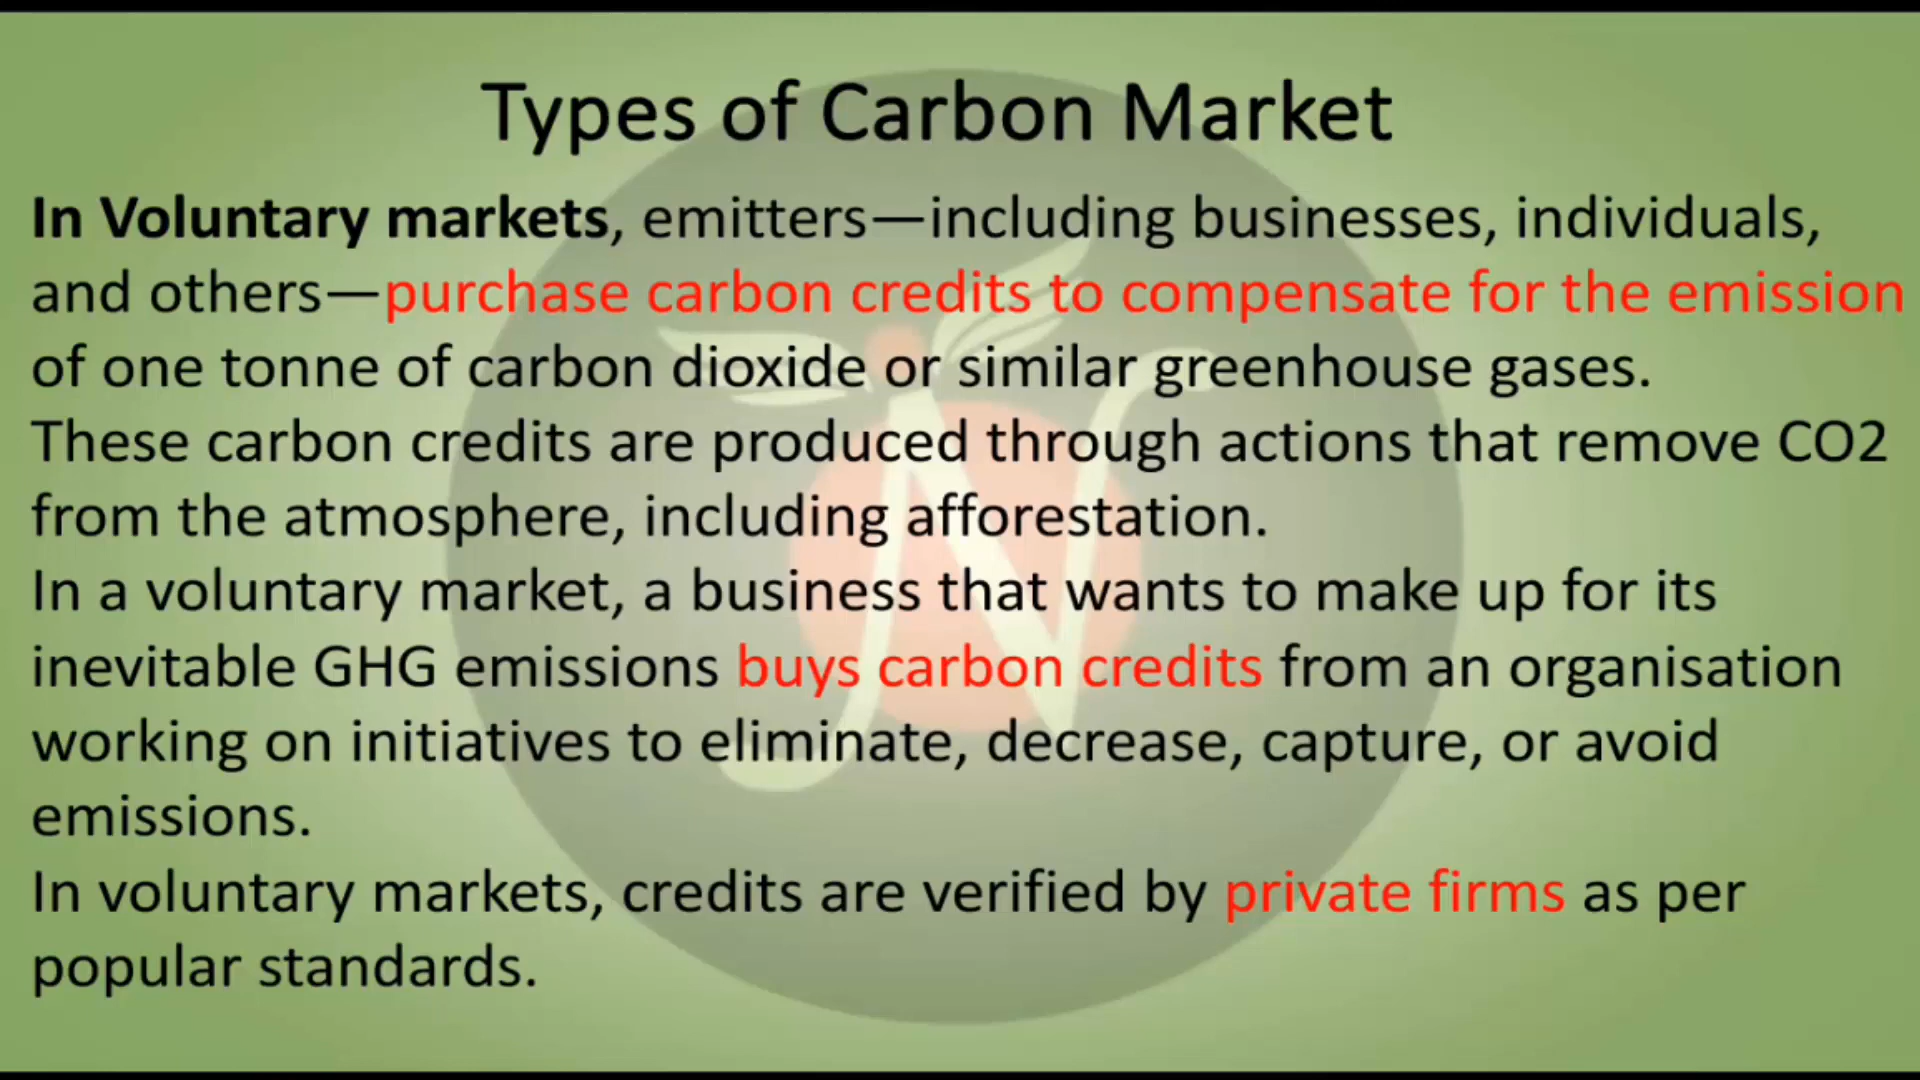 Types of Carbon Market
In Voluntary markets, emitters—including businesses, individuals,
and others—purchase carbon credits to compensate for the emission
of one tonne of carbon dioxide or similar greenhouse gases.
These carbon credits are produced through actions that remove CO2
from the atmosphere, including afforestation.
In a voluntary market, a business that wants to make up for its
inevitable GHG emissions buys carbon credits from an organisation
working on initiatives to eliminate, decrease, capture, or avoid
emissions.
In voluntary markets, credits are verified by private firms as per
popular standards.